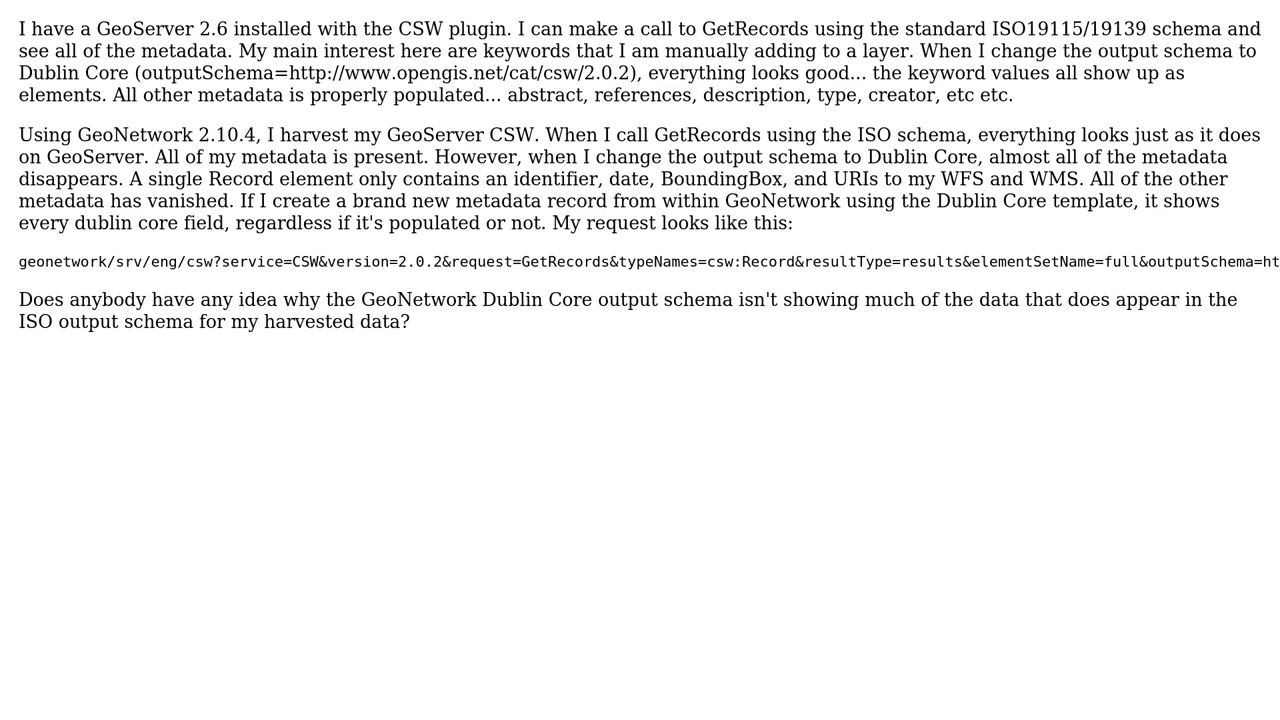 I have a GeoServer 2.6 installed with the CSW plugin. I can make a call to GetRecords using the standard ISO19115/19139 schema and
see all of the metadata. My main interest here are keywords that I am manually adding to a layer. When I change the output schema to
Dublin Core (outputSchema=http://www.opengis.net/cat/csw/2.0.2), everything looks good... the keyword values all show up as
elements. All other metadata is properly populated... abstract, references, description, type, creator, etc etc.
Using GeoNetwork 2.10.4, I harvest my GeoServer CSW. When I call GetRecords using the ISO schema, everything looks just as it does
on GeoServer. All of my metadata is present. However, when I change the output schema to Dublin Core, almost all of the metadata
disappears. A single Record element only contains an identifier, date, BoundingBox, and URIs to my WFS and WMS. All of the other
metadata has vanished. If I create a brand new metadata record from within GeoNetwork using the Dublin Core template, it shows
every dublin core field, regardless if it's populated or not. My request looks like this:
geonetwork/srv/eng/csw?service=CSW&version=2.0.2&request=GetRecords&typeNames=csw:Record&resultType=results&elementSetName=full&outputSchema=ht
Does anybody have any idea why the GeoNetwork Dublin Core output schema isn't showing much of the data that does appear in the
ISO output schema for my harvested data?